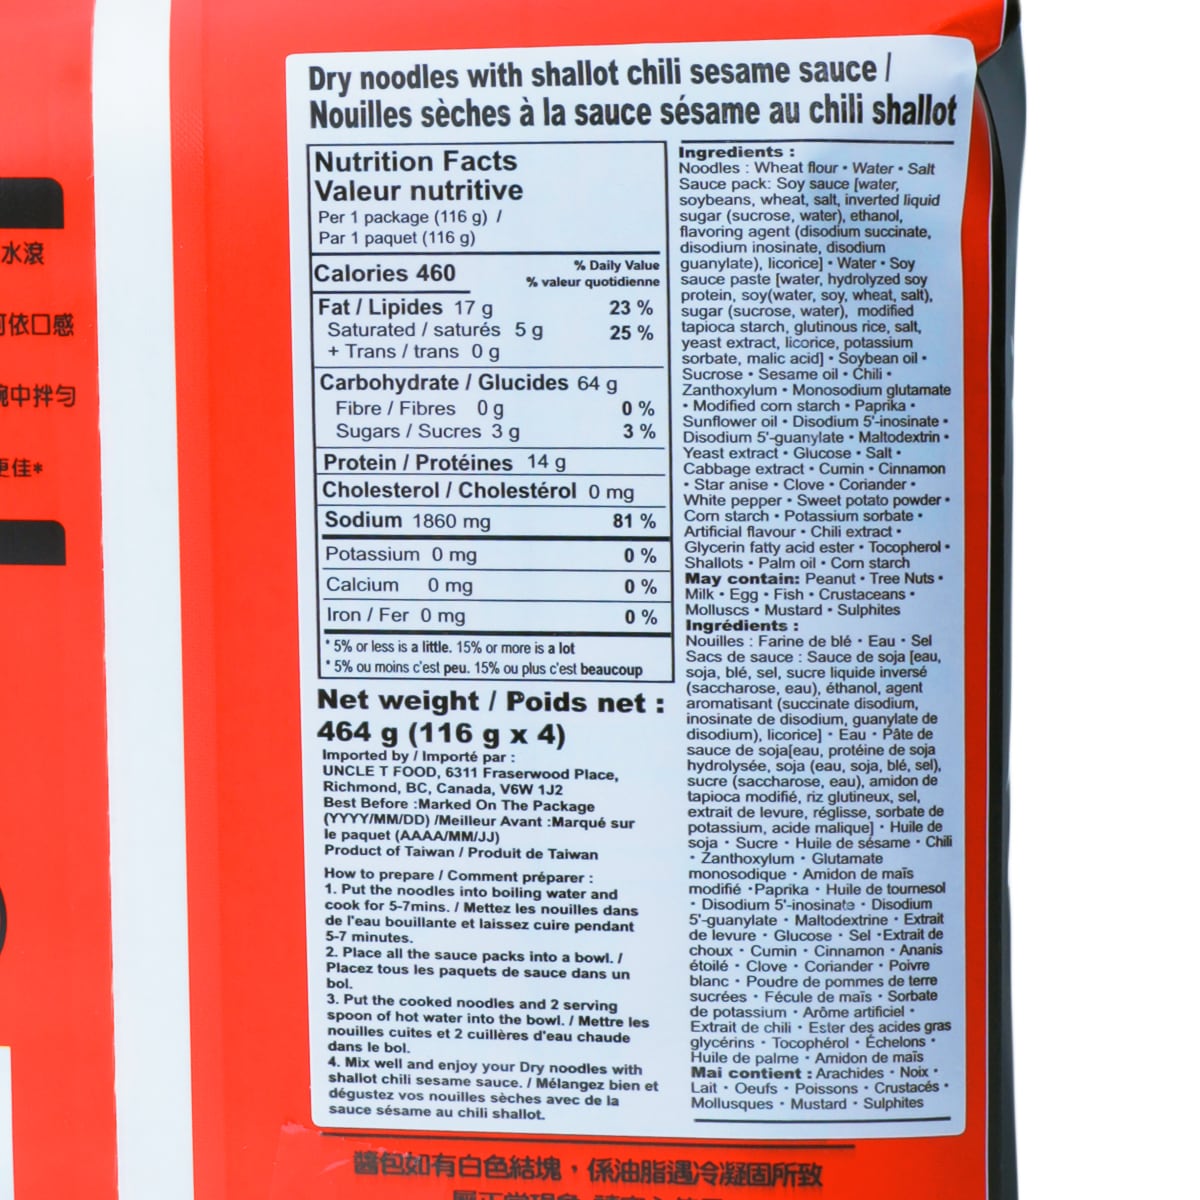 Dry noodles with shallot chili sesame sauce /
Nouilles sèches à la sauce sésame au chili shallot
Nutrition Facts
Valeur nutritive
Per 1 package (116 g) /
Par 1 paquet (116 g)
Calories 460
% Daily Value
% valeur quotidienne
Fat / Lipides 17 g 23 %
Saturated / saturés 5 g 25 %
+ Trans / trans 0 g
Carbohydrate / Glucides 64 g
Fibre / Fibres 0 g 0 %
Sugars / Sucres 3 g 3 %
Protein / Protéines 14 g
Cholesterol / Cholestérol 0 mg
Sodium 1860 mg 81 %
Potassium 0 mg 0 %
Calcium 0 mg 0 %
Iron / Fer 0 mg 0 %
* 5% or less is a little. 15% or more is a lot
* 5% ou moins c'est peu. 15% ou plus c'est beaucoup
Net weight / Poids net :
464 g (116 g x 4)
Imported by / Importé par :
UNCLE T FOOD, 6311 Fraserwood Place,
Richmond, BC, Canada, V6W 1J2
Best Before :Marked On The Package
(YYYY/MM/DD) /Meilleur Avant :Marqué sur
le paquet (AAAA/MM/JJ)
Product of Taiwan / Produit de Taiwan
How to prepare / Comment préparer :
1. Put the noodles into boiling water and
cook for 5-7mins. / Mettez les nouilles dans
de l'eau bouillante et laissez cuire pendant
5-7 minutes.
2. Place all the sauce packs into a bowl. /
Placez tous les paquets de sauce dans un
bol.
3. Put the cooked noodles and 2 serving
spoon of hot water into the bowl. / Mettre les
nouilles cuites et 2 cuillères d'eau chaude
dans le bol.
4. Mix well and enjoy your Dry noodles with
shallot chili sesame sauce. / Mélangez bien et
dégustez vos nouilles sèches avec de la
sauce sésame au chili shallot.
Ingredients :
Noodles : Wheat flour • Water • Salt
Sauce pack: Soy sauce [water,
soybeans, wheat, salt, inverted liquid
sugar (sucrose, water), ethanol,
flavoring agent (disodium succinate,
disodium inosinate, disodium
guanylate), licorice] • Water • Soy
sauce paste [water, hydrolyzed soy
protein, soy(water, soy, wheat, salt),
sugar (sucrose, water), modified
tapioca starch, glutinous rice, salt,
yeast extract, licorice, potassium
sorbate, malic acid] • Soybean oil •
Sucrose • Sesame oil • Chili •
Zanthoxylum • Monosodium glutamate
• Modified corn starch • Paprika •
Sunflower oil • Disodium 5'-inosinate •
Disodium 5'-guanylate • Maltodextrin •
Yeast extract • Glucose • Salt •
Cabbage extract • Cumin • Cinnamon
• Star anise • Clove • Coriander •
White pepper • Sweet potato powder •
Corn starch • Potassium sorbate •
Artificial flavour • Chili extract •
Glycerin fatty acid ester • Tocopherol •
Shallots • Palm oil • Corn starch
May contain: Peanut • Tree Nuts •
Milk • Egg • Fish • Crustaceans •
Molluscs • Mustard • Sulphites
Ingrédients :
Nouilles : Farine de blé • Eau • Sel
Sacs de sauce : Sauce de soja [eau,
soja, blé, sel, sucre liquide inversé
(saccharose, eau), éthanol, agent
aromatisant (succinate disodium,
inosinate de disodium, guanylate de
disodium), licorice] • Eau • Pâte de
sauce de soja[eau, protéine de soja
hydrolysée, soja (eau, soja, blé, sel),
sucre (saccharose, eau), amidon de
tapioca modifié, riz glutineux, sel,
extrait de levure, réglisse, sorbate de
potassium, acide malique] • Huile de
soja • Sucre • Huile de sésame • Chili
• Zanthoxylum • Glutamate
monosodique • Amidon de maïs
modifié •Paprika • Huile de tournesol
• Disodium 5'-inosinate • Disodium
5'-guanylate • Maltodextrine • Extrait
de levure • Glucose • Sel •Extrait de
choux • Cumin • Cinnamon • Ananis
étoilé • Clove • Coriander • Poivre
blanc • Poudre de pommes de terre
sucrées • Fécule de maïs • Sorbate
de potassium • Arôme artificiel •
Extrait de chili • Ester des acides gras
glycérins • Tocophérol • Échelons •
Huile de palme • Amidon de maïs
Mai contient : Arachides • Noix •
Lait • Oeufs • Poissons • Crustacés •
Mollusques • Mustard • Sulphites
水滾
可依口感
碗中拌勻
更佳*
醬包如有白色結塊，係油脂遇冷凝固所致